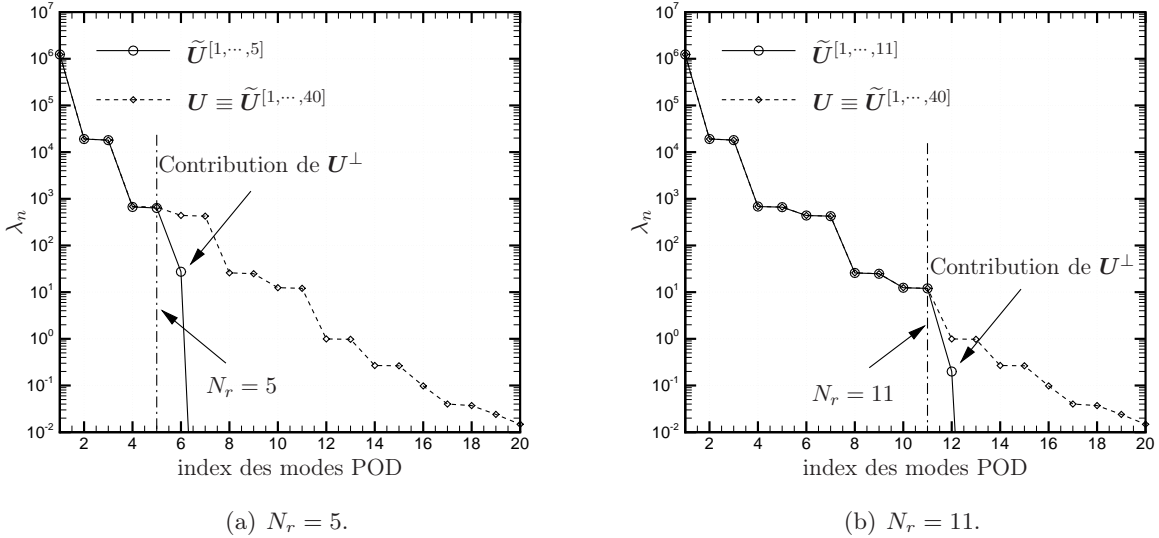 10^7
10^6
10^5
10^4
10^3
10^2
10^1
10^0
10^-1
10^-2
λ_n
Ũ^[1,⋯,5]
U ≡ Ũ^[1,⋯,40]
Contribution de U^⊥
N_r = 5
2 4 6 8 10 12 14 16 18 20
index des modes POD
(a) N_r = 5.
10^7
10^6
10^5
10^4
10^3
10^2
10^1
10^0
10^-1
10^-2
λ_n
Ũ^[1,⋯,11]
U ≡ Ũ^[1,⋯,40]
Contribution de U^⊥
N_r = 11
2 4 6 8 10 12 14 16 18 20
index des modes POD
(b) N_r = 11.